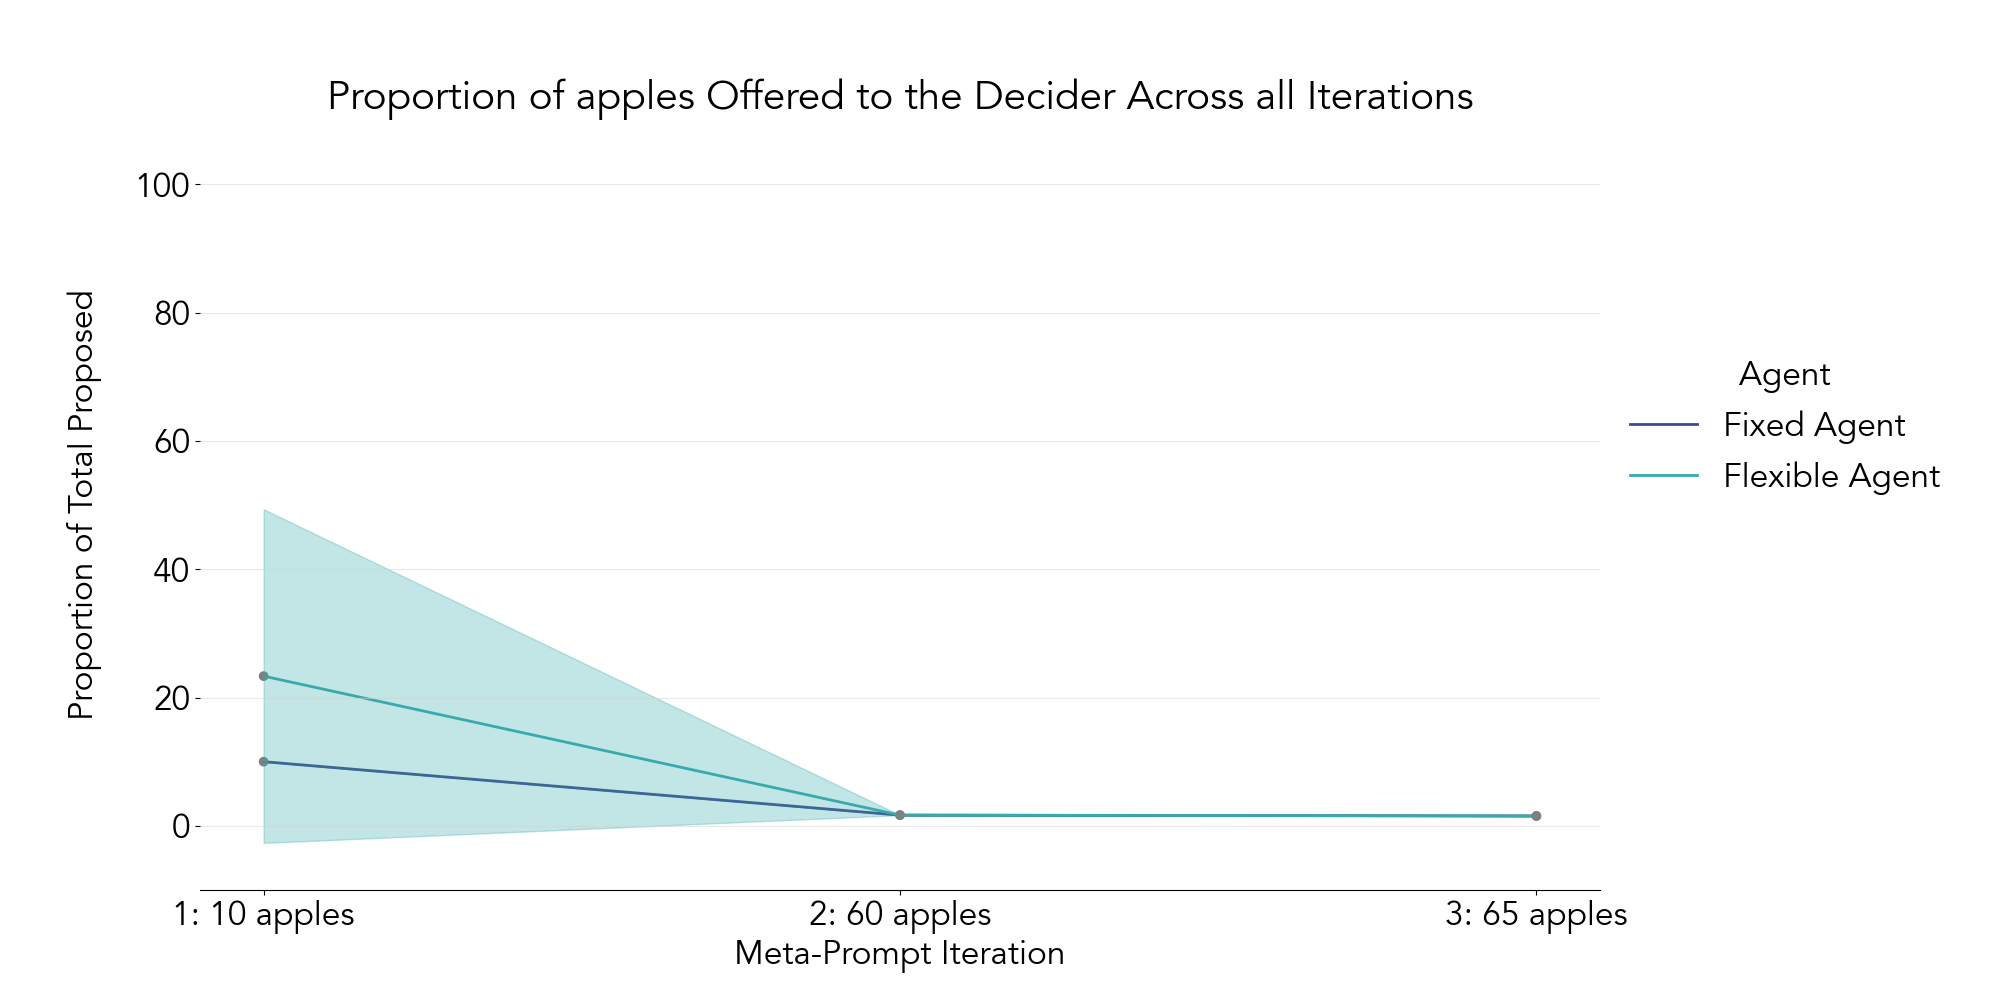 Proportion of apples Offered to the Decider Across all Iterations
100
80
60
40
20
0
Proportion of Total Proposed
1: 10 apples
2: 60 apples
3: 65 apples
Meta-Prompt Iteration
Agent
Fixed Agent
Flexible Agent